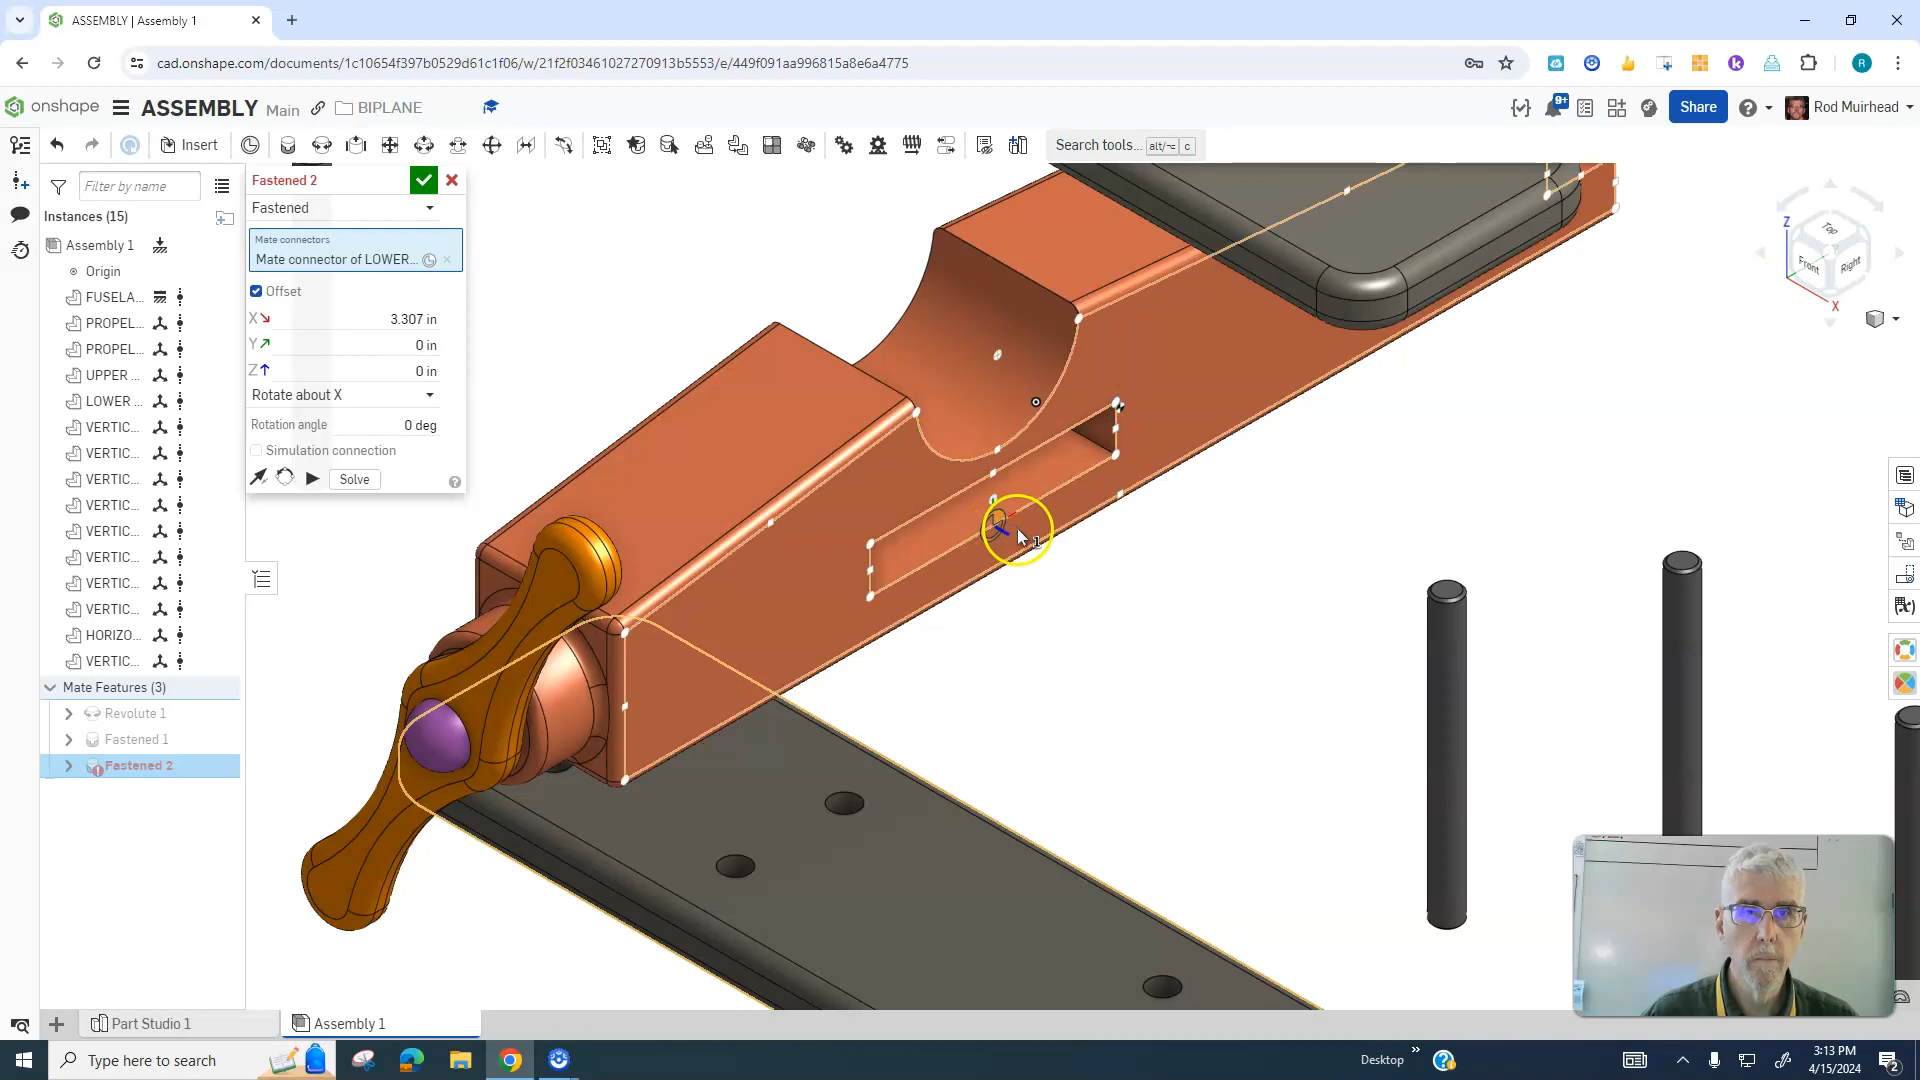 ASSEMBLY | Assembly 1
cad.onshape.com/documents/1c10654f397b0529d61c1f06/w/21f2f03461027270913b5553/e/449f091aa996815a8e6a4775
R
onshape
ASSEMBLY
Main
BIPLANE
9+
Share
Rod Muirhead
Insert
Search tools...
alt/⌥
c
Filter by name
Instances (15)
Assembly 1
Origin
FUSELA...
PROPEL...
PROPEL...
UPPER ...
LOWER ...
VERTIC...
VERTIC...
VERTIC...
VERTIC...
VERTIC...
VERTIC...
VERTIC...
VERTIC...
HORIZO...
VERTIC...
Mate Features (3)
Revolute 1
Fastened 1
Fastened 2
Fastened 2
Fastened
Mate connectors
Mate connector of LOWER...
Offset
X
3.307 in
Y
0 in
Z
0 in
Rotate about X
Rotation angle
0 deg
Simulation connection
Solve
1
Z
Top
Front
Right
X
Part Studio 1
Assembly 1
Type here to search
Desktop
3:13 PM
4/15/2024
2